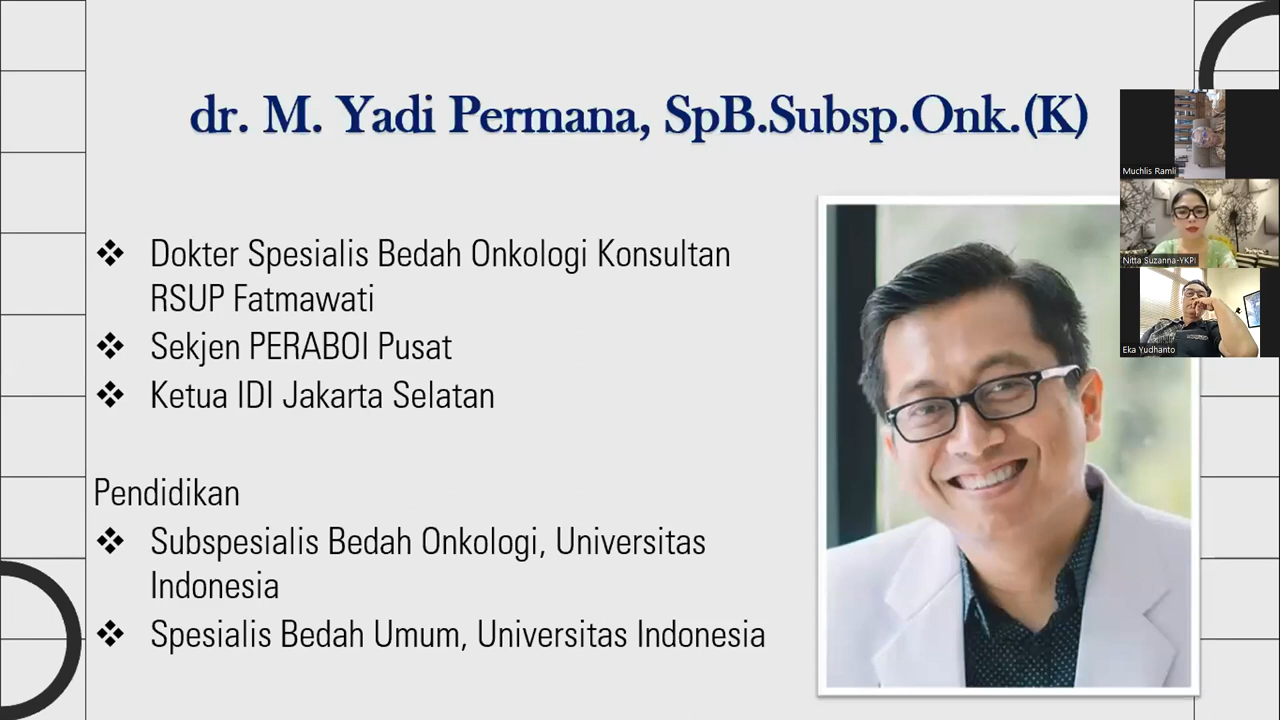 dr. M. Yadi Permana, SpB.Subsp.Onk.(K)
❖ Dokter Spesialis Bedah Onkologi Konsultan
RSUP Fatmawati
❖ Sekjen PERABOI Pusat
❖ Ketua IDI Jakarta Selatan
Pendidikan
❖ Subspesialis Bedah Onkologi, Universitas
Indonesia
❖ Spesialis Bedah Umum, Universitas Indonesia
Muchlis Ramli
Nitta Suzanna-YKPI
Eka Yudhanto